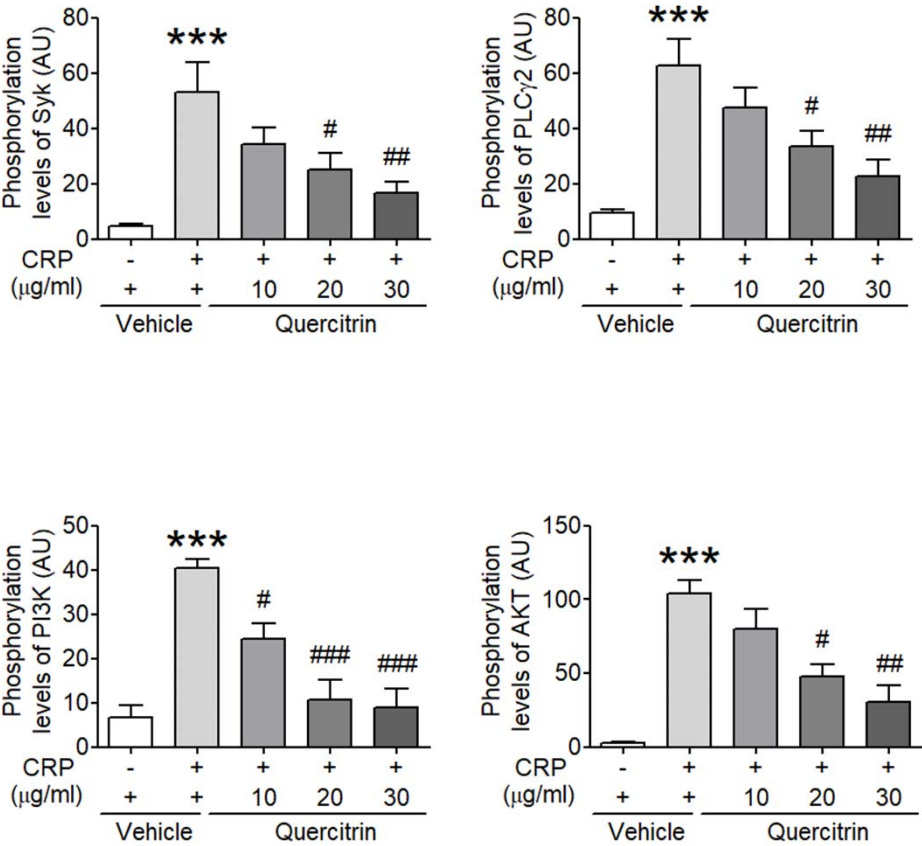 Phosphorylation
levels of Syk (AU)
80
60
40
20
0
***
#
##
CRP - + + + +
(μg/ml) + + 10 20 30
Vehicle Quercitrin
Phosphorylation
levels of PLCγ2 (AU)
80
60
40
20
0
***
#
##
CRP - + + + +
(μg/ml) + + 10 20 30
Vehicle Quercitrin
Phosphorylation
levels of PI3K (AU)
50
40
30
20
10
0
***
#
### ###
CRP - + + + +
(μg/ml) + + 10 20 30
Vehicle Quercitrin
Phosphorylation
levels of AKT (AU)
150
100
50
0
***
#
##
CRP - + + + +
(μg/ml) + + 10 20 30
Vehicle Quercitrin